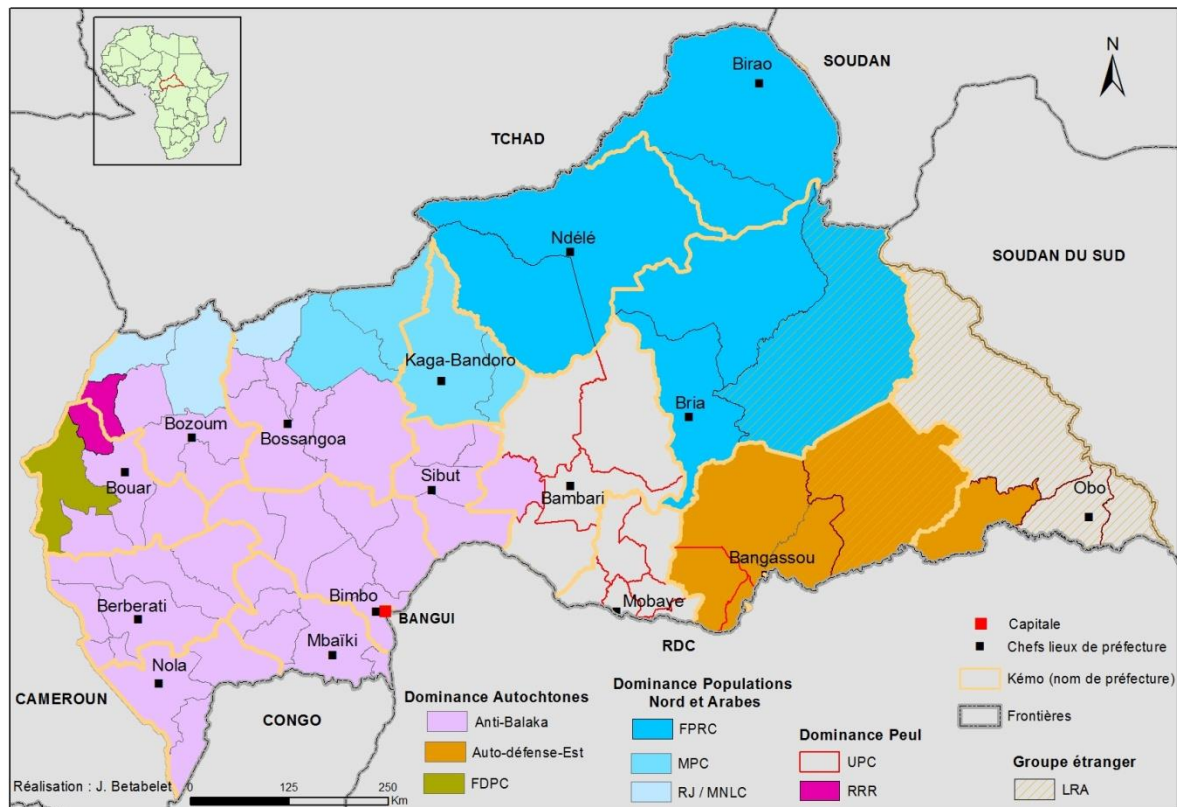 N
SOUDAN
Birao
TCHAD
Ndélé
SOUDAN DU SUD
Kaga-Bandoro
Bria
Bozoum
Bossangoa
Bouar
Sibut
Bambari
Obo
Bangassou
Berberati
Bimbo
BANGUI
Mobaye
Mbaïki
RDC
Nola
CAMEROUN
CONGO
Dominance Autochtones
Anti-Balaka
Auto-défense-Est
FDPC
Dominance Populations
Nord et Arabes
FPRC
MPC
RJ / MNLC
Dominance Peul
UPC
RRR
Capitale
Chefs lieux de préfecture
Kémo (nom de préfecture)
Frontières
Groupe étranger
LRA
Réalisation : J. Betabelet
0 125 250
Km